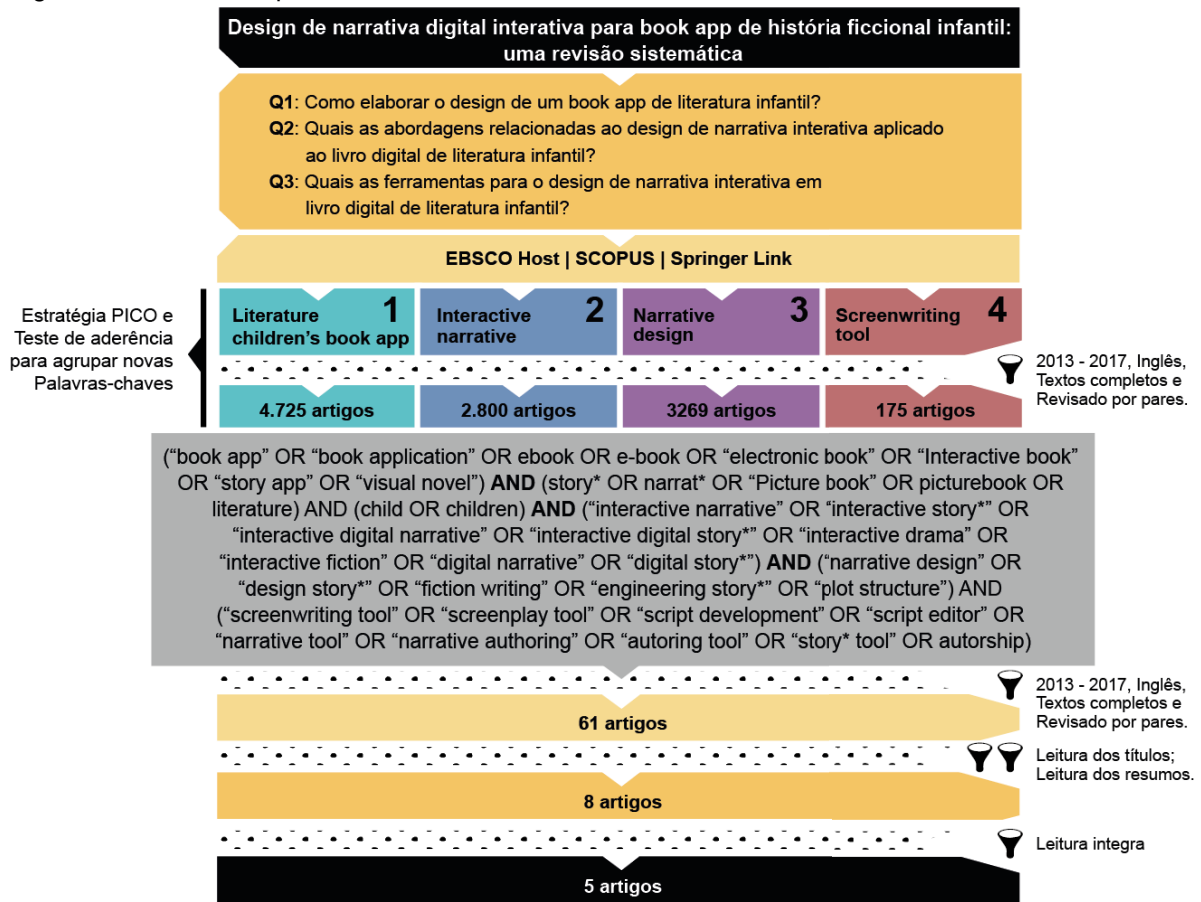 Design de narrativa digital interativa para book app de história ficcional infantil:
uma revisão sistemática
Q1: Como elaborar o design de um book app de literatura infantil?
Q2: Quais as abordagens relacionadas ao design de narrativa interativa aplicado
ao livro digital de literatura infantil?
Q3: Quais as ferramentas para o design de narrativa interativa em
livro digital de literatura infantil?
EBSCO Host | SCOPUS | Springer Link
Estratégia PICO e
Teste de aderência
para agrupar novas
Palavras-chaves
Literature
children's book app
1
Interactive
narrative
2
Narrative
design
3
Screenwriting
tool
4
2013 - 2017, Inglês,
Textos completos e
Revisado por pares.
4.725 artigos
2.800 artigos
3269 artigos
175 artigos
(“book app” OR “book application” OR ebook OR e-book OR “electronic book” OR “Interactive book”
OR “story app” OR “visual novel”) AND (story* OR narrat* OR “Picture book” OR picturebook OR
literature) AND (child OR children) AND (“interactive narrative” OR “interactive story*” OR
“interactive digital narrative” OR “interactive digital story*” OR “interactive drama” OR
“interactive fiction” OR “digital narrative” OR “digital story*”) AND (“narrative design” OR
“design story*” OR “fiction writing” OR “engineering story*” OR “plot structure”) AND
(“screenwriting tool” OR “screenplay tool” OR “script development” OR “script editor” OR
“narrative tool” OR “narrative authoring” OR “autoring tool” OR “story* tool” OR autorship)
2013 - 2017, Inglês,
Textos completos e
Revisado por pares.
61 artigos
Leitura dos títulos;
Leitura dos resumos.
8 artigos
Leitura integra
5 artigos